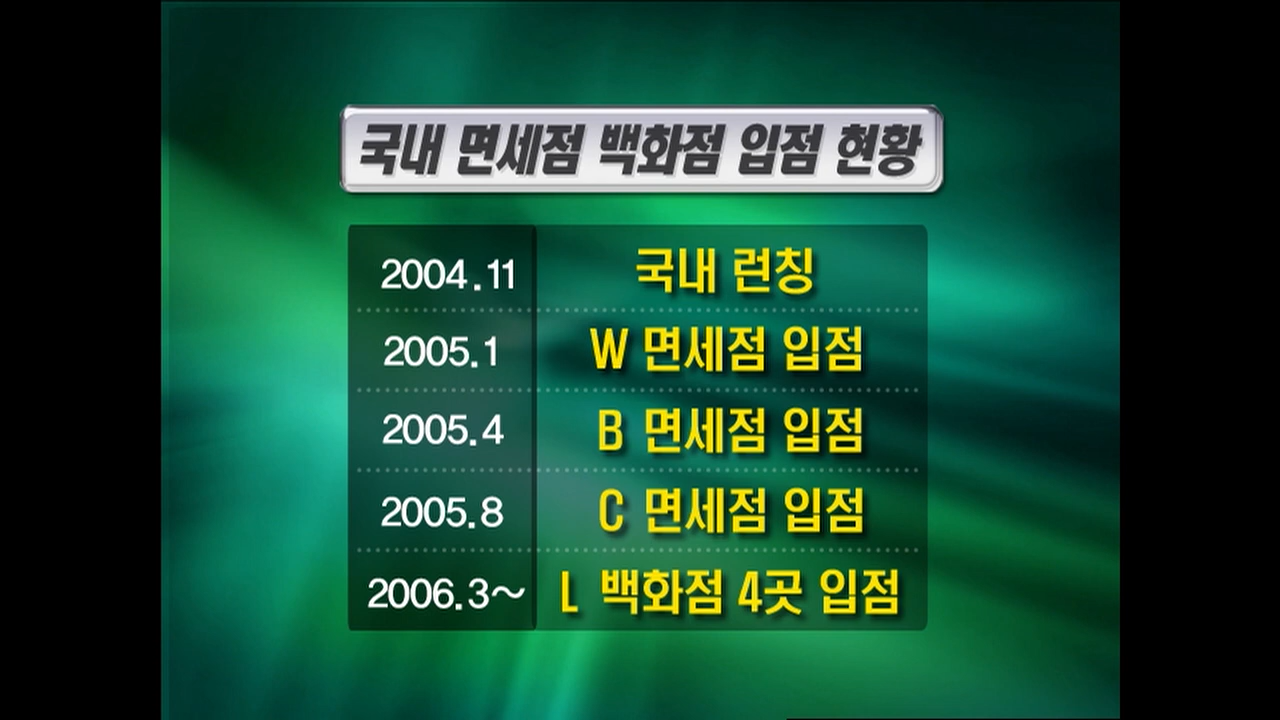 국내 면세점 백화점 입점 현황
2004.11 국내 런칭
2005.1 W 면세점 입점
2005.4 B 면세점 입점
2005.8 C 면세점 입점
2006.3~ L 백화점 4곳 입점